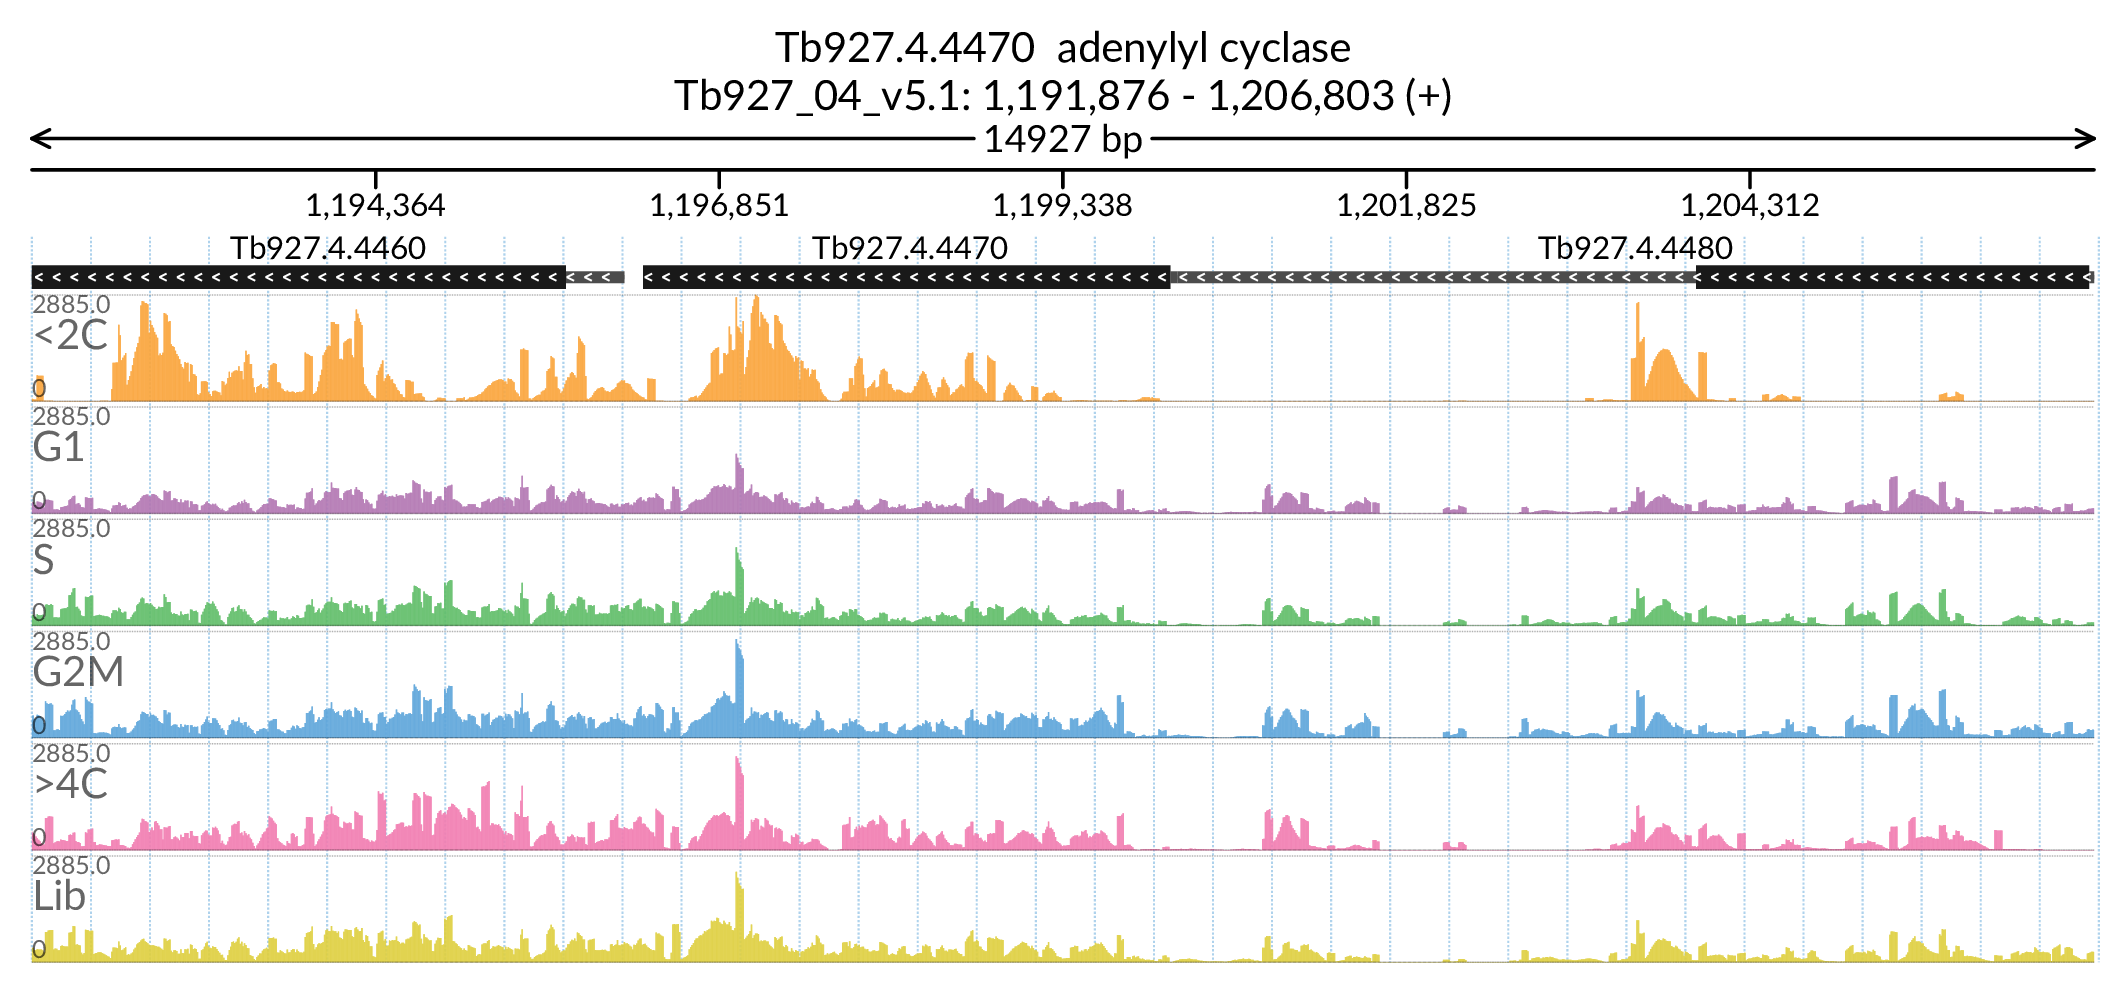 Tb927.4.4470  adenylyl cyclase
Tb927_04_v5.1: 1,191,876 - 1,206,803 (+)
14927 bp
1,194,364 1,196,851 1,199,338 1,201,825 1,204,312
Tb927.4.4460 Tb927.4.4470 Tb927.4.4480
2885.0
<2C
0
2885.0
G1
0
2885.0
S
0
2885.0
G2M
0
2885.0
>4C
0
2885.0
Lib
0